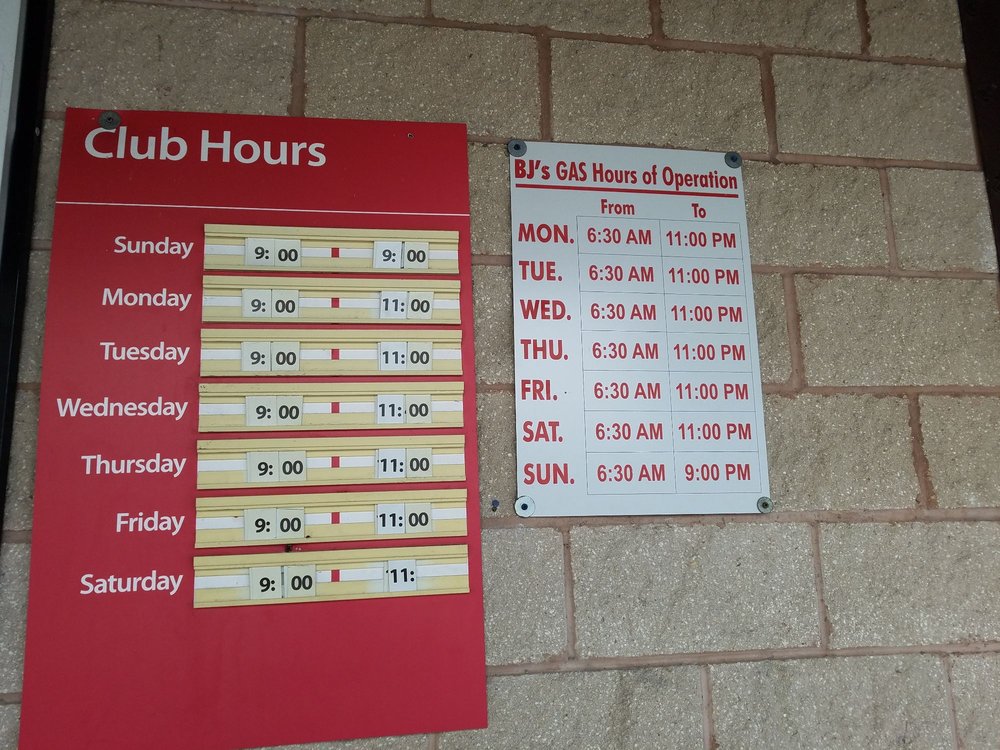 Club Hours
Sunday 9: 00 9: 00
Monday 9: 00 11: 00
Tuesday 9: 00 11: 00
Wednesday 9: 00 11: 00
Thursday 9: 00 11: 00
Friday 9: 00 11: 00
Saturday 9: 00 11:
BJ's GAS Hours of Operation
From To
MON. 6:30 AM 11:00 PM
TUE. 6:30 AM 11:00 PM
WED. 6:30 AM 11:00 PM
THU. 6:30 AM 11:00 PM
FRI. 6:30 AM 11:00 PM
SAT. 6:30 AM 11:00 PM
SUN. 6:30 AM 9:00 PM